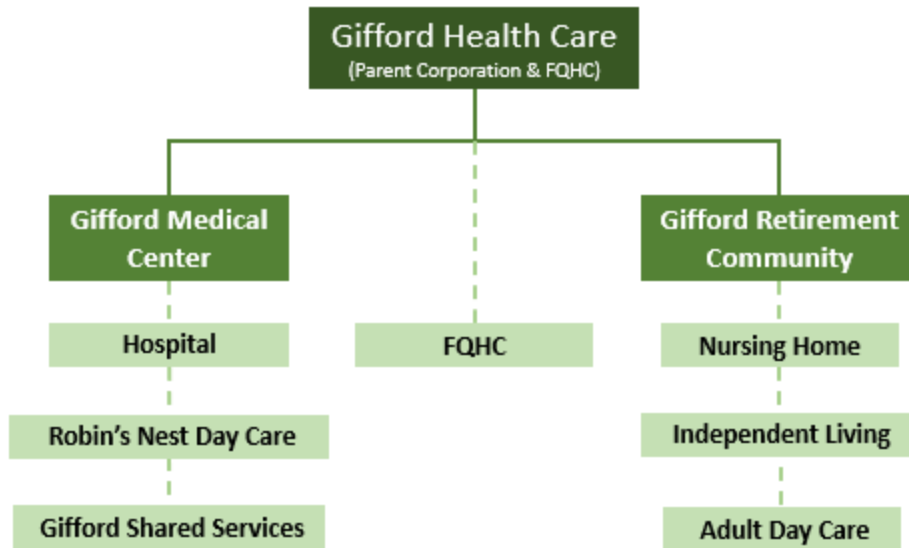 Gifford Health Care
(Parent Corporation & FQHC)
Gifford Medical
Center
Gifford Retirement
Community
Hospital
FQHC
Nursing Home
Robin's Nest Day Care
Independent Living
Gifford Shared Services
Adult Day Care